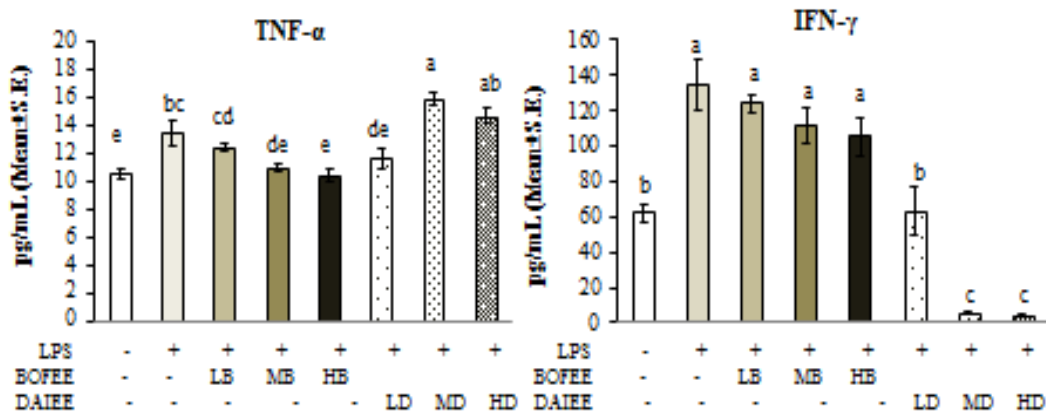 TNF-α
pg/mL (Mean±S.E.)
20
18
16
14
12
10
8
6
4
2
0
e bc cd de e de a ab
LPS - + + + + + + +
BOFEE - - LB MB HB - - -
DAIEE - - - - - LD MD HD
IFN-γ
pg/mL (Mean±S.E.)
160
140
120
100
80
60
40
20
0
b a a a a b c c
LPS - + + + + + + +
BOFEE - - LB MB HB - - -
DAIEE - - - - - LD MD HD